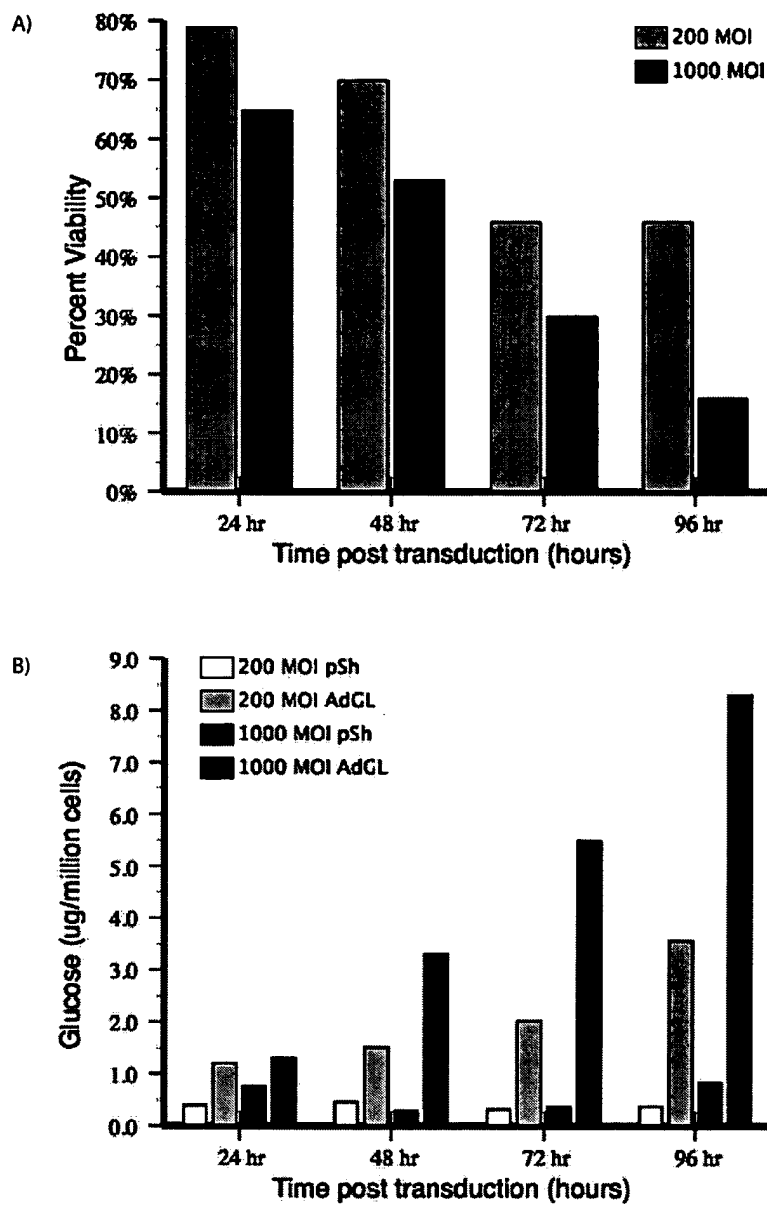 A)
80%
70%
60%
50%
40%
30%
20%
10%
0%
Percent Viability
200 MOI
1000 MOI
24 hr
48 hr
72 hr
96 hr
Time post transduction (hours)
B)
9.0
8.0
7.0
6.0
5.0
4.0
3.0
2.0
1.0
0.0
Glucose (ug/million cells)
200 MOI pSh
200 MOI AdGL
1000 MOI pSh
1000 MOI AdGL
24 hr
48 hr
72 hr
96 hr
Time post transduction (hours)